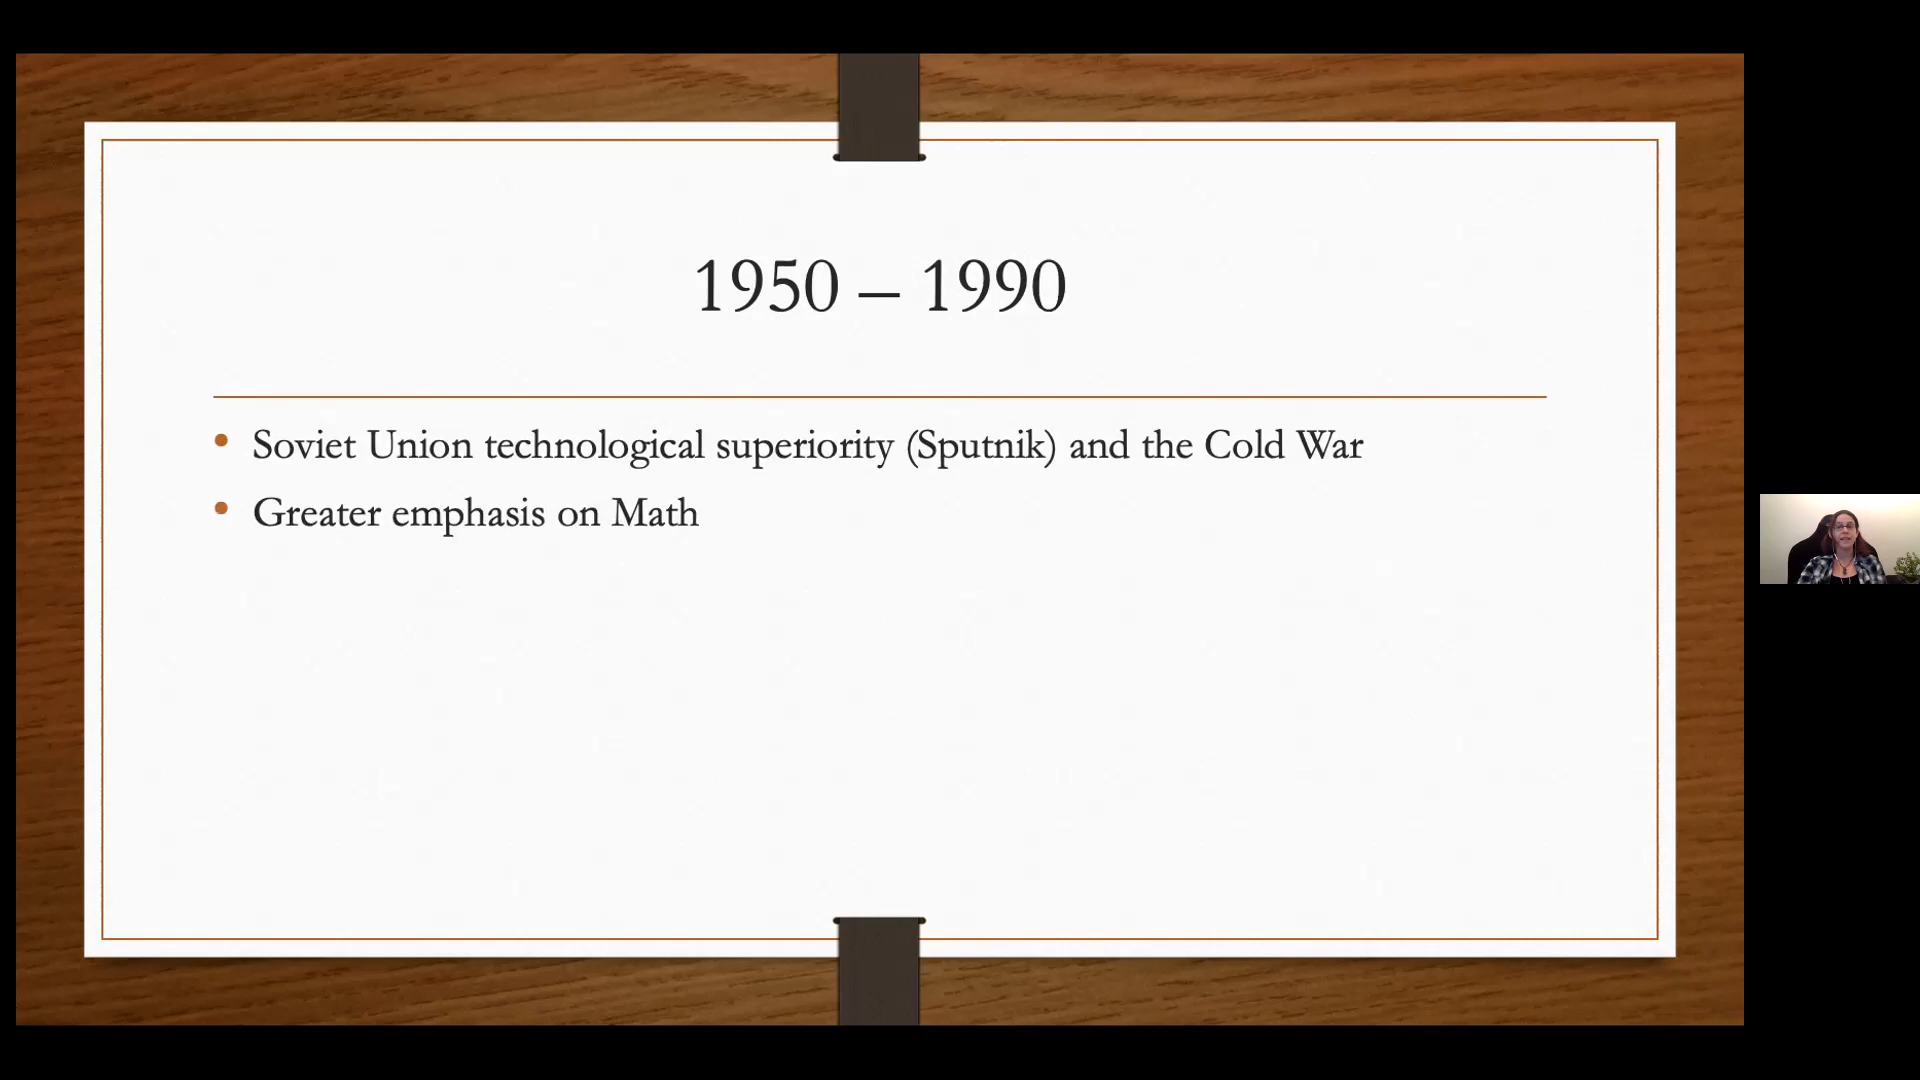 1950 – 1990
• Soviet Union technological superiority (Sputnik) and the Cold War
• Greater emphasis on Math